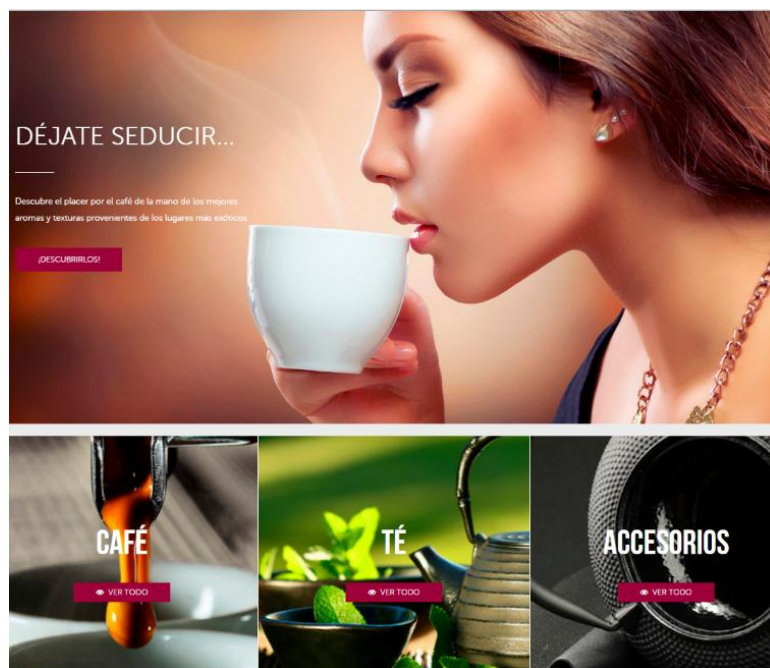 DÉJATE SEDUCIR...
Descubre el placer por el café de la mano de los mejores
aromas y texturas provenientes de los lugares más exóticos
¡DESCUBRIRLOS!
CAFÉ
VER TODO
TÉ
VER TODO
ACCESORIOS
VER TODO